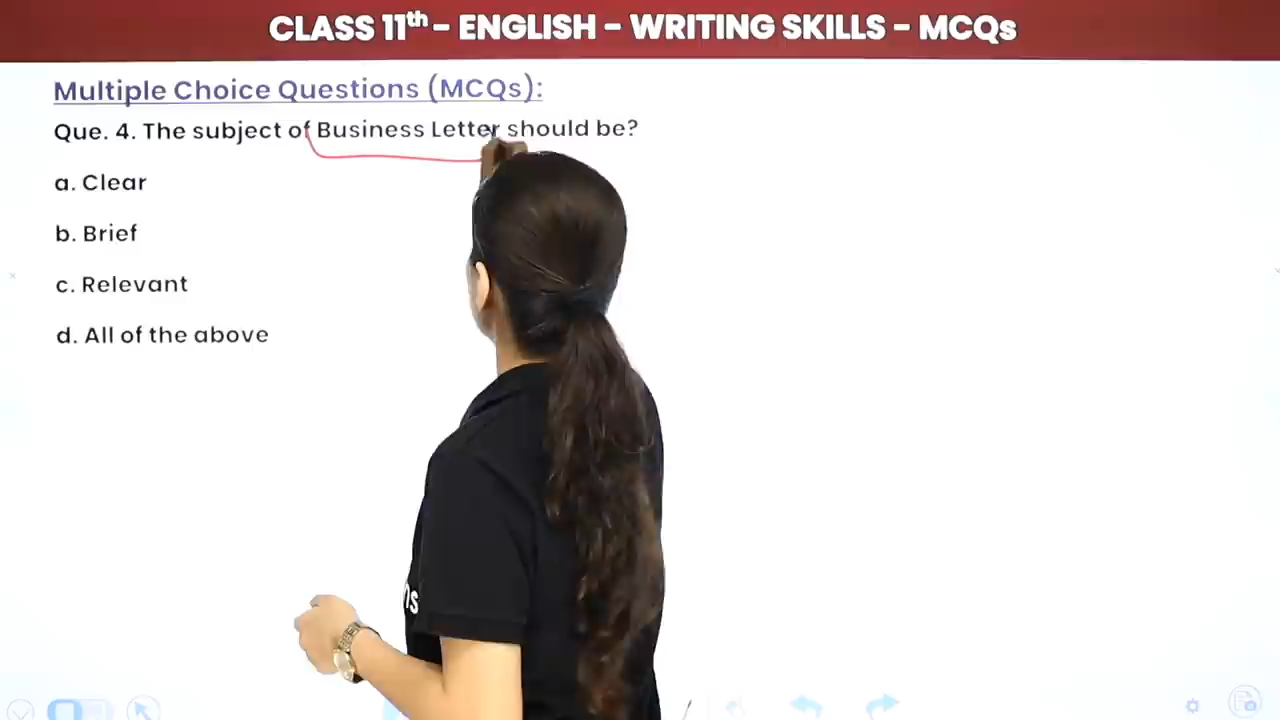 CLASS 11th - ENGLISH - WRITING SKILLS - MCQs
Multiple Choice Questions (MCQs):
Que. 4. The subject of Business Letter should be?
a. Clear
b. Brief
c. Relevant
d. All of the above